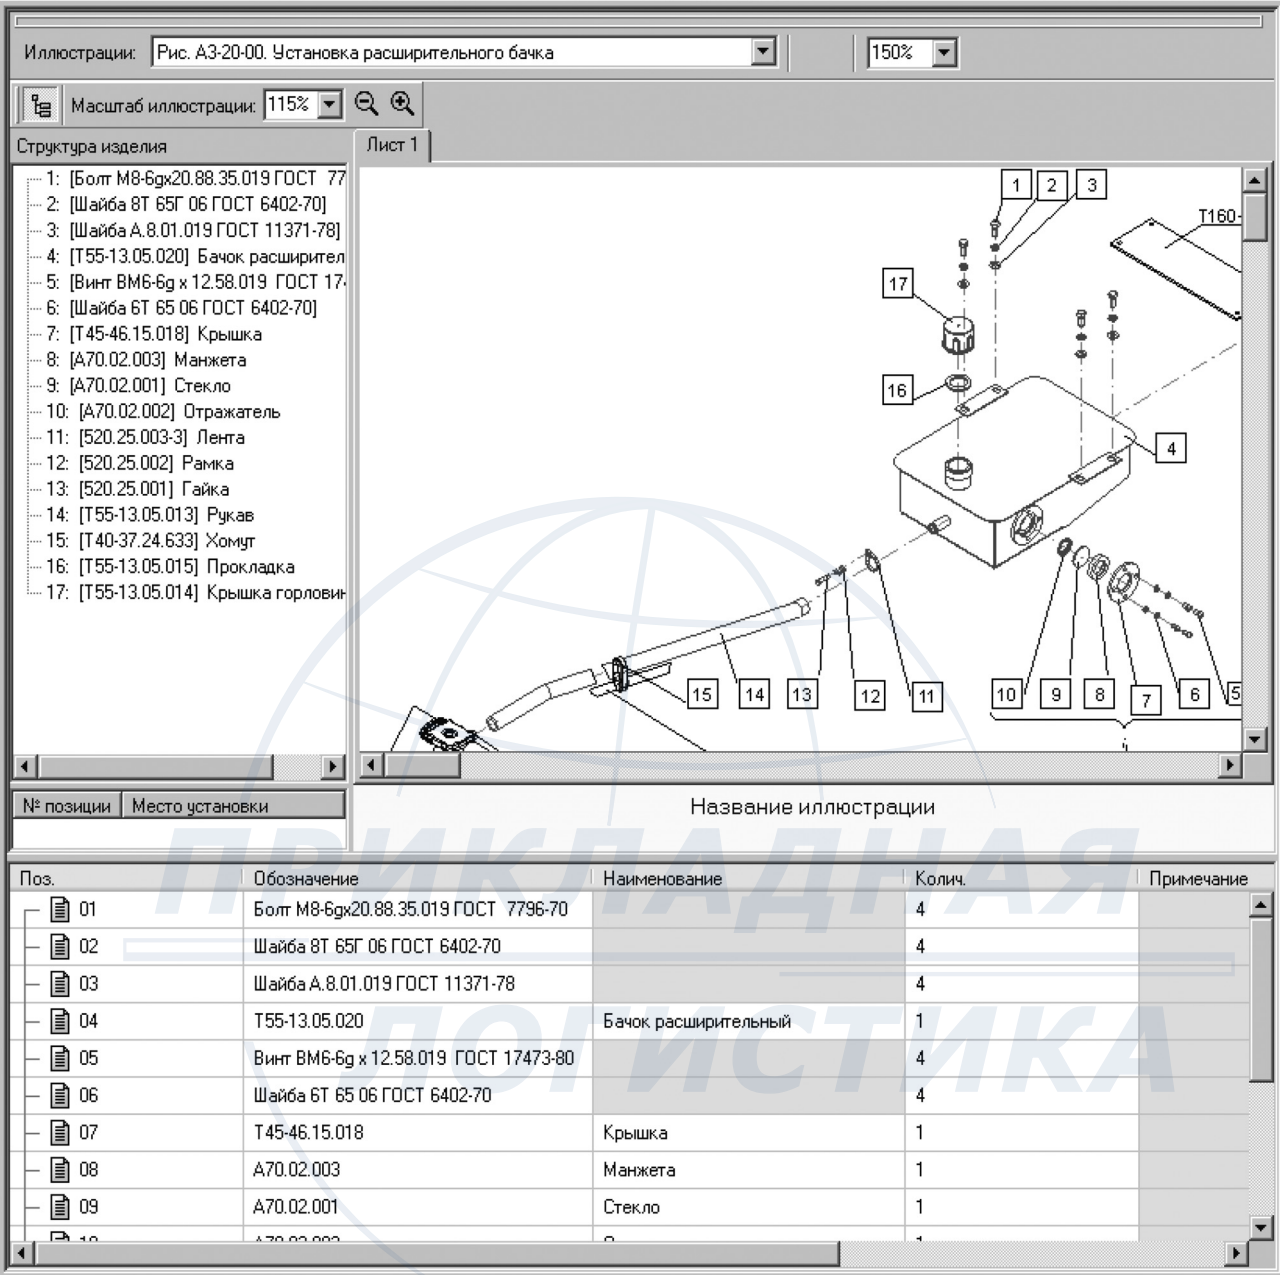 Иллюстрации: Рис. А3-20-00. Установка расширительного бачка 150%
Масштаб иллюстрации: 115%
Структура изделия
Лист 1
1: [Болт М8-6gx20.88.35.019 ГОСТ 77
2: [Шайба 8Т 65Г 06 ГОСТ 6402-70]
3: [Шайба А.8.01.019 ГОСТ 11371-78]
4: [Т55-13.05.020] Бачок расширител
5: [Винт ВМ6-6g x 12.58.019 ГОСТ 17
6: [Шайба 6Т 65 06 ГОСТ 6402-70]
7: [Т45-46.15.018] Крышка
8: [А70.02.003] Манжета
9: [А70.02.001] Стекло
10: [А70.02.002] Отражатель
11: [520.25.003-3] Лента
12: [520.25.002] Рамка
13: [520.25.001] Гайка
14: [Т55-13.05.013] Рукав
15: [Т40-37.24.633] Хомут
16: [Т55-13.05.015] Прокладка
17: [Т55-13.05.014] Крышка горловин
1 2 3
Т160-
17
16
4
15 14 13 12 11 10 9 8 7 6 5
№ позиции Место установки
Название иллюстрации
ПРИКЛАДНАЯ
ЛОГИСТИКА
Поз. Обозначение Наименование Колич. Примечание
01 Болт М8-6gx20.88.35.019 ГОСТ 7796-70 4
02 Шайба 8Т 65Г 06 ГОСТ 6402-70 4
03 Шайба А.8.01.019 ГОСТ 11371-78 4
04 Т55-13.05.020 Бачок расширительный 1
05 Винт ВМ6-6g x 12.58.019 ГОСТ 17473-80 4
06 Шайба 6Т 65 06 ГОСТ 6402-70 4
07 Т45-46.15.018 Крышка 1
08 А70.02.003 Манжета 1
09 А70.02.001 Стекло 1